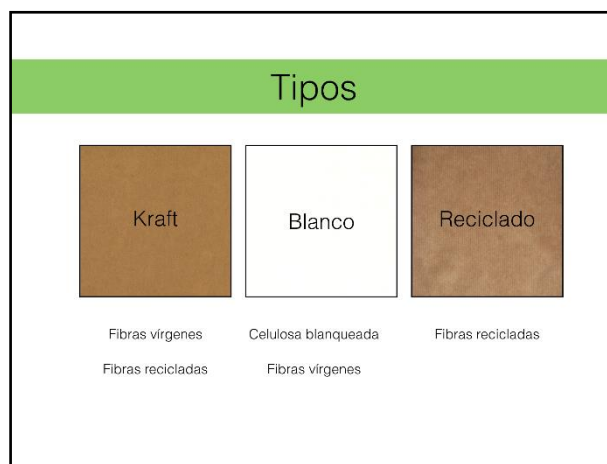 Tipos
Kraft
Blanco
Reciclado
Fibras vírgenes
Celulosa blanqueada
Fibras recicladas
Fibras recicladas
Fibras vírgenes